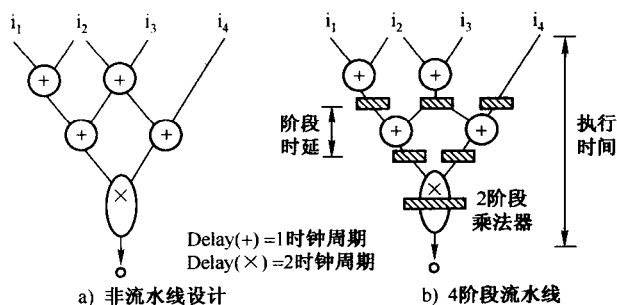 i1 i2 i3 i4
+ +
+ +
×
Delay(+) =1时钟周期
Delay(×) =2时钟周期
a) 非流水线设计
i1 i2 i3 i4
+ +
阶段
时延
+ +
执行
时间
×
2阶段
乘法器
b) 4阶段流水线